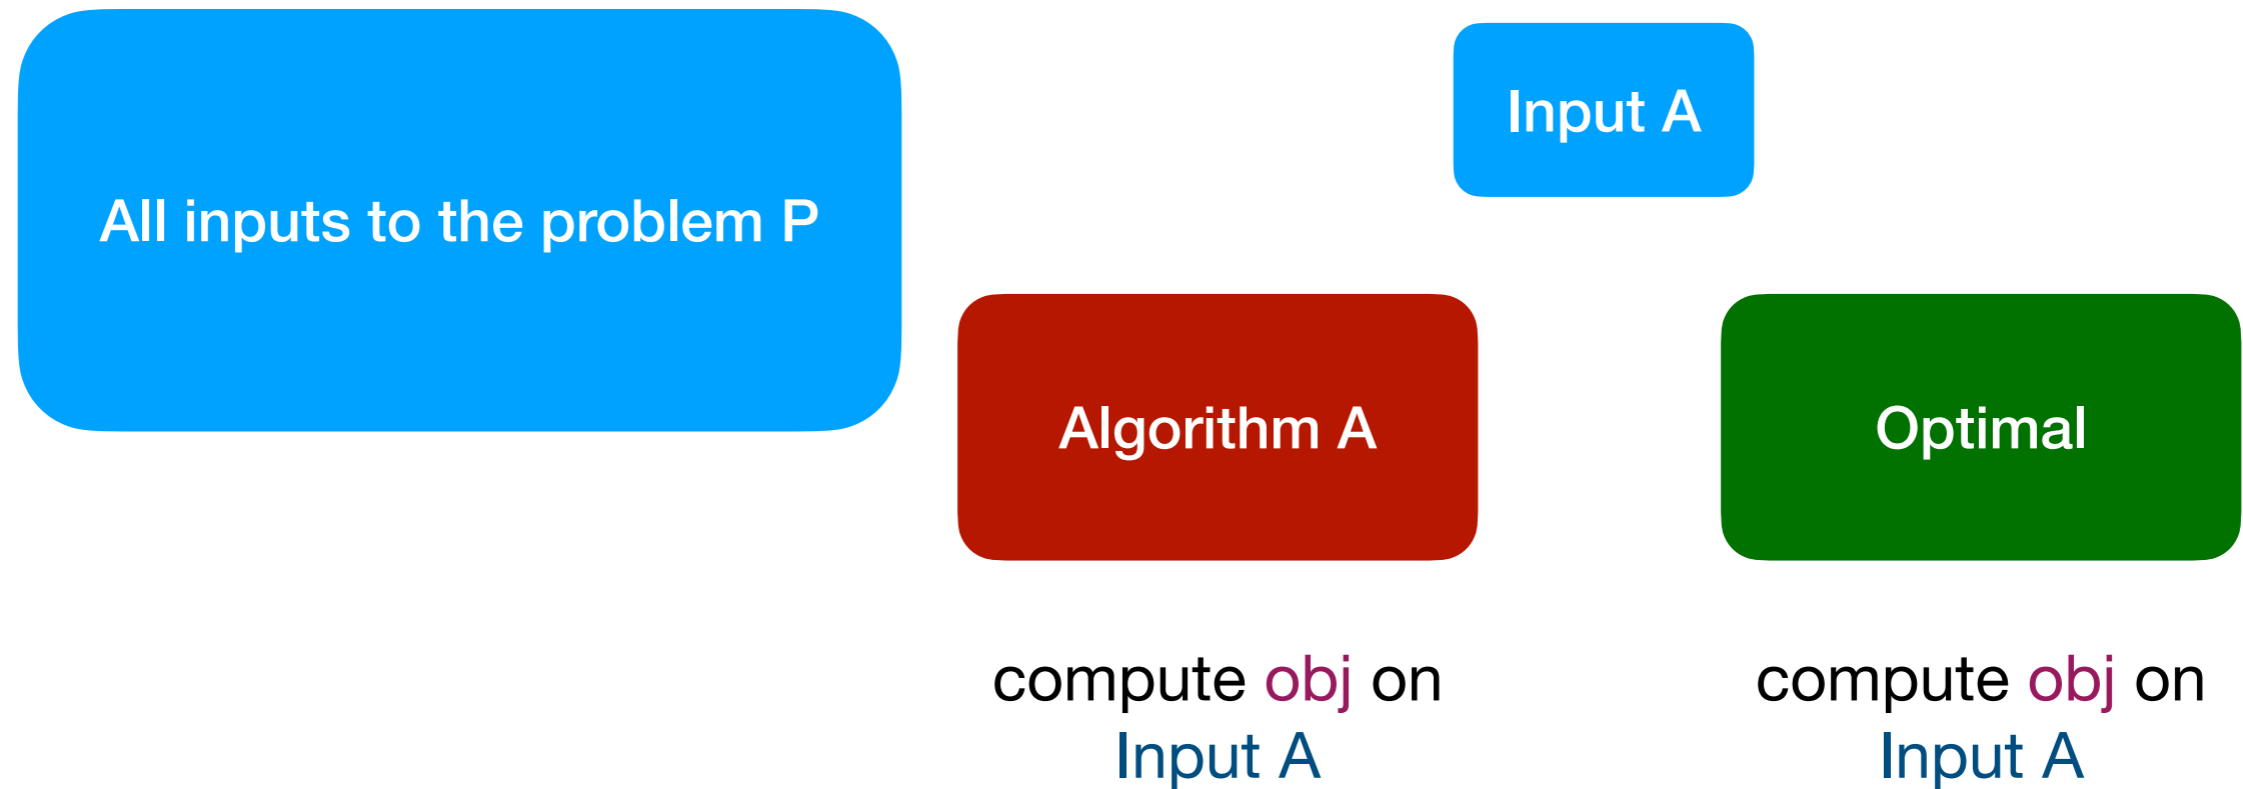 All inputs to the problem P
Input A
Algorithm A
Optimal
compute obj on
Input A
compute obj on
Input A